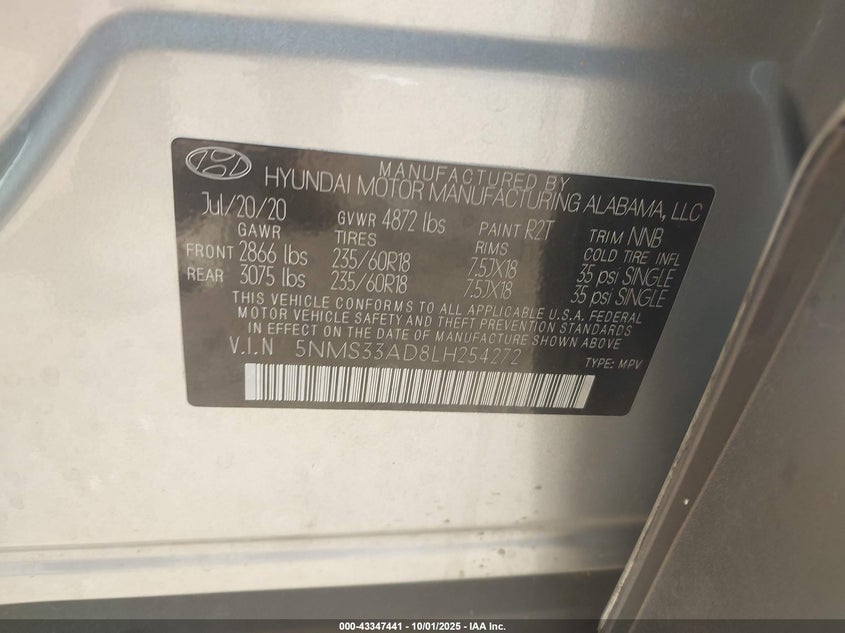 MANUFACTURED BY
HYUNDAI MOTOR MANUFACTURING ALABAMA, LLC
Jul/20/20 GVWR 4872 lbs PAINT R2T TRIM NNB
GAWR TIRES RIMS COLD TIRE INFL
FRONT 2866 lbs 235/60R18 7.5JX18 35 psi SINGLE
REAR 3075 lbs 235/60R18 7.5JX18 35 psi SINGLE
THIS VEHICLE CONFORMS TO ALL APPLICABLE U.S.A. FEDERAL
MOTOR VEHICLE SAFETY AND THEFT PREVENTION STANDARDS
IN EFFECT ON THE DATE OF MANUFACTURE SHOWN ABOVE
V.I.N 5NMS33AD8LH254272 TYPE: MPV
000-43347441 | 10/01/2025 | IAA Inc.